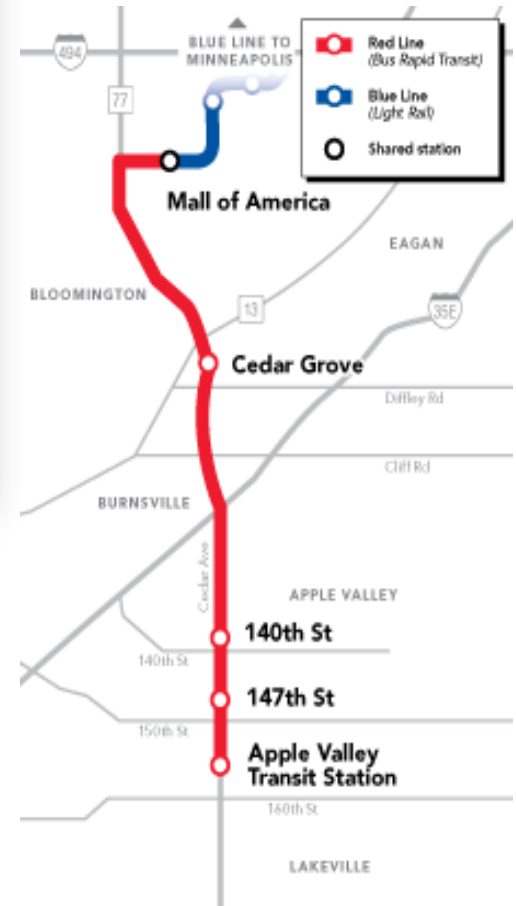 494
BLUE LINE TO
MINNEAPOLIS
Red Line
(Bus Rapid Transit)
Blue Line
(Light Rail)
Shared station
77
Mall of America
EAGAN
BLOOMINGTON
13
35E
Cedar Grove
Diffley Rd
Cliff Rd
BURNSVILLE
Cedar Ave
APPLE VALLEY
140th St
140th St
147th St
150th St
Apple Valley
Transit Station
160th St
LAKEVILLE